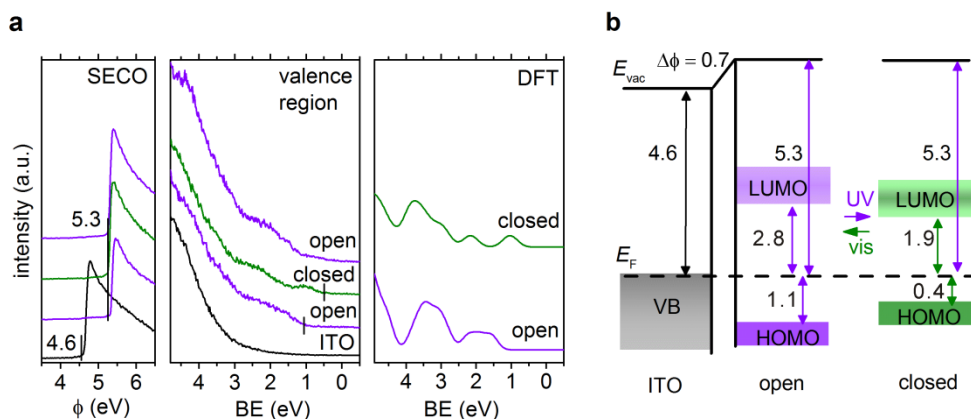 a
SECO
valence
region
DFT
intensity (a.u.)
5.3
4.6
open
closed
open
ITO
closed
open
4 5 6
ϕ (eV)
4 3 2 1 0
BE (eV)
4 3 2 1 0
BE (eV)
b
Evac
Δϕ = 0.7
4.6
5.3
5.3
LUMO
LUMO
UV
vis
2.8
1.9
EF
1.1
0.4
VB
HOMO
HOMO
ITO
open
closed